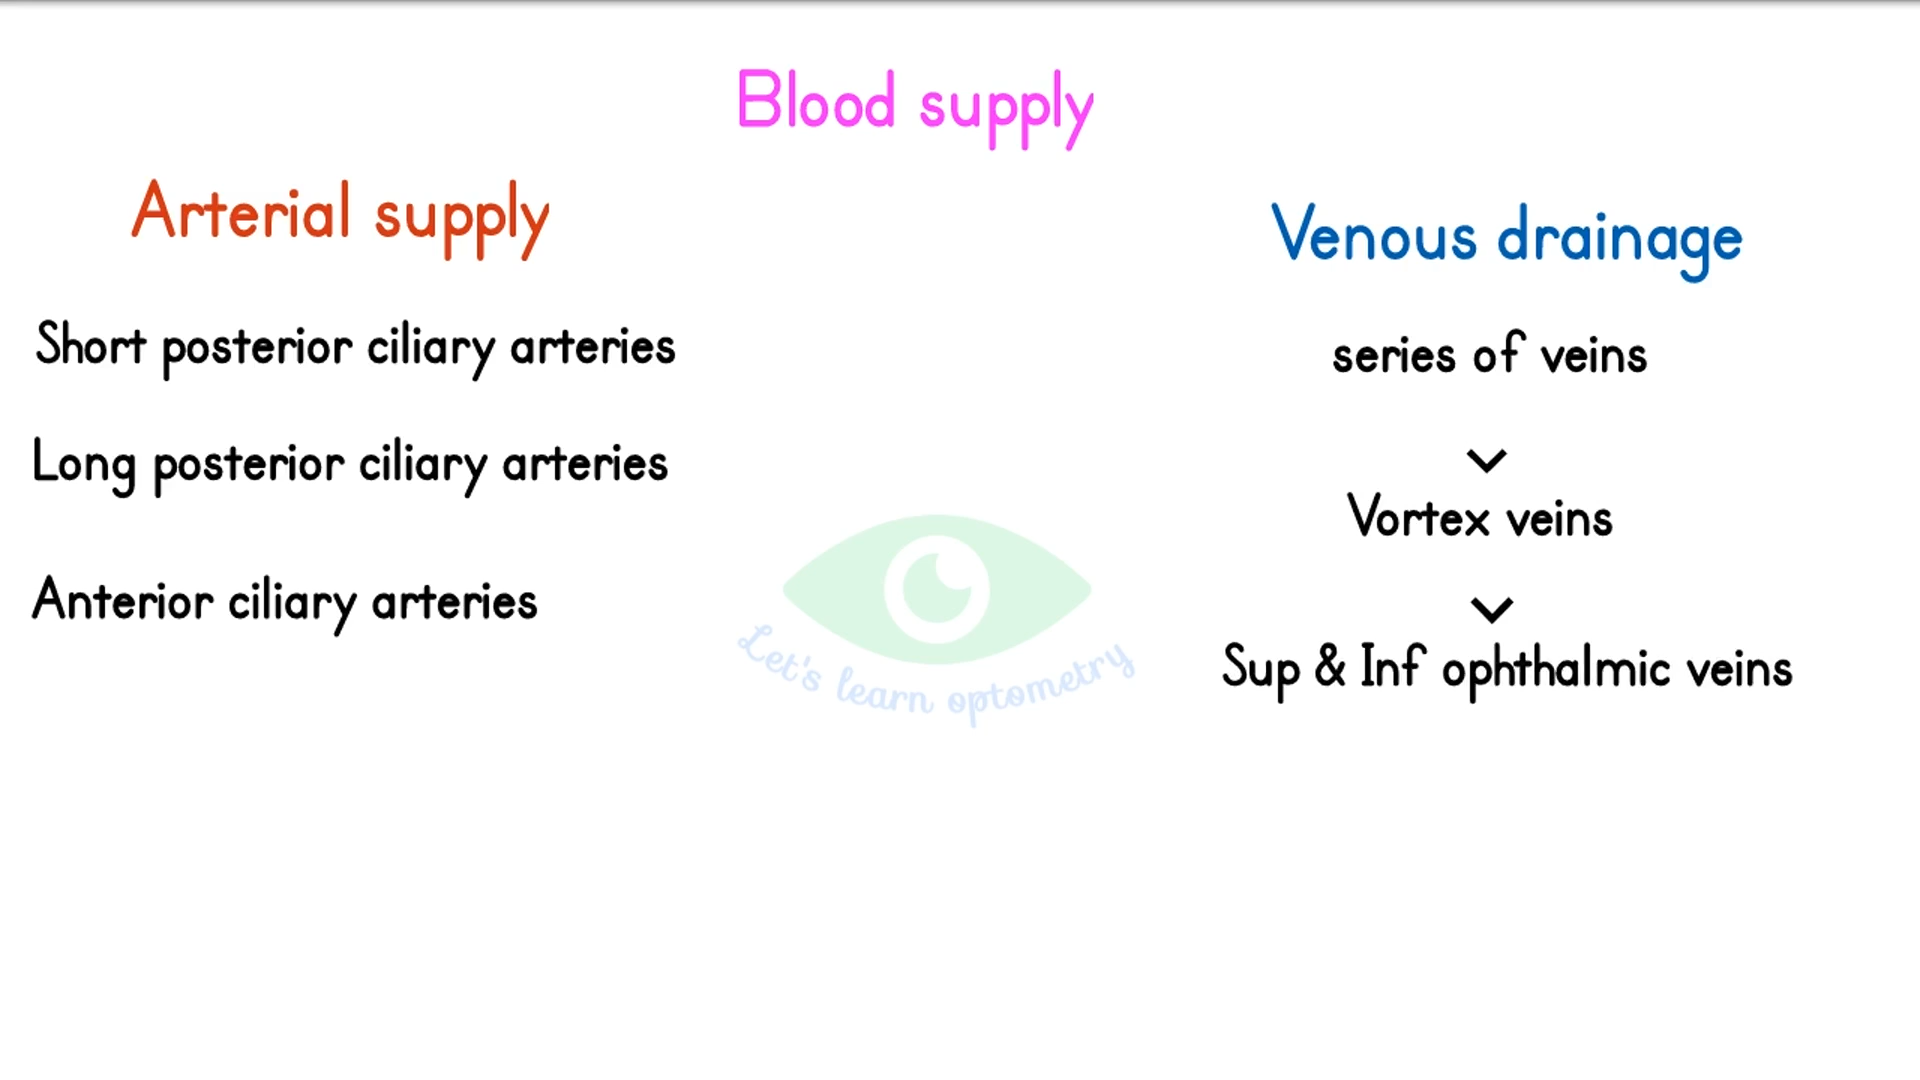 Blood supply
Arterial supply
Short posterior ciliary arteries
Long posterior ciliary arteries
Anterior ciliary arteries
Venous drainage
series of veins
Vortex veins
Sup & Inf ophthalmic veins
Let's learn optometry